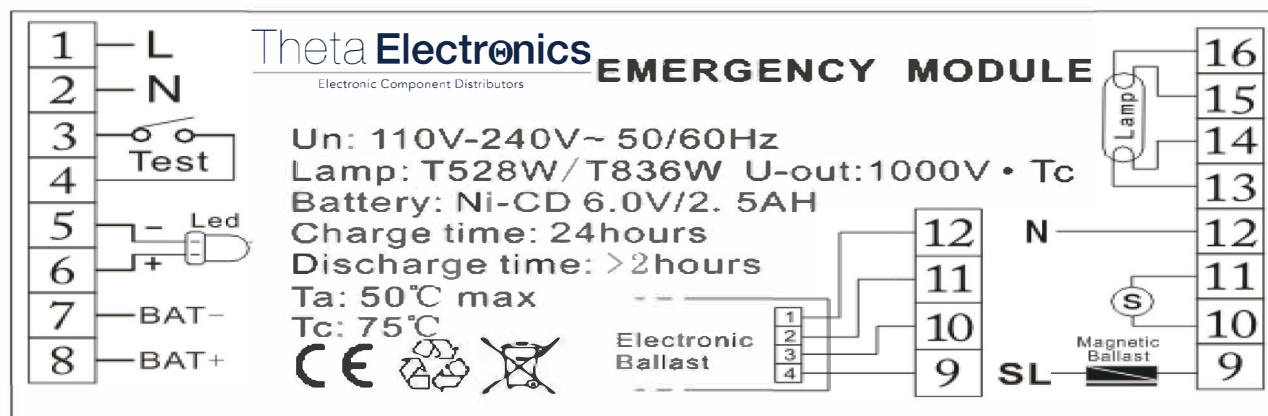 1 L
2 N
3
Test
4
5 - Led
6 +
7 BAT-
8 BAT+
Theta Electronics
Electronic Component Distributors
EMERGENCY MODULE
Un: 110V-240V~ 50/60Hz
Lamp: T528W/T836W U-out:1000V • Tc
Battery: Ni-CD 6.0V/2. 5AH
Charge time: 24hours
Discharge time: >2hours
Ta: 50℃ max
Tc: 75℃
CE
Electronic
Ballast
1
2
3
4
12
11
10
9
Lamp
16
15
14
13
N 12
11
S
10
Magnetic
Ballast
SL 9